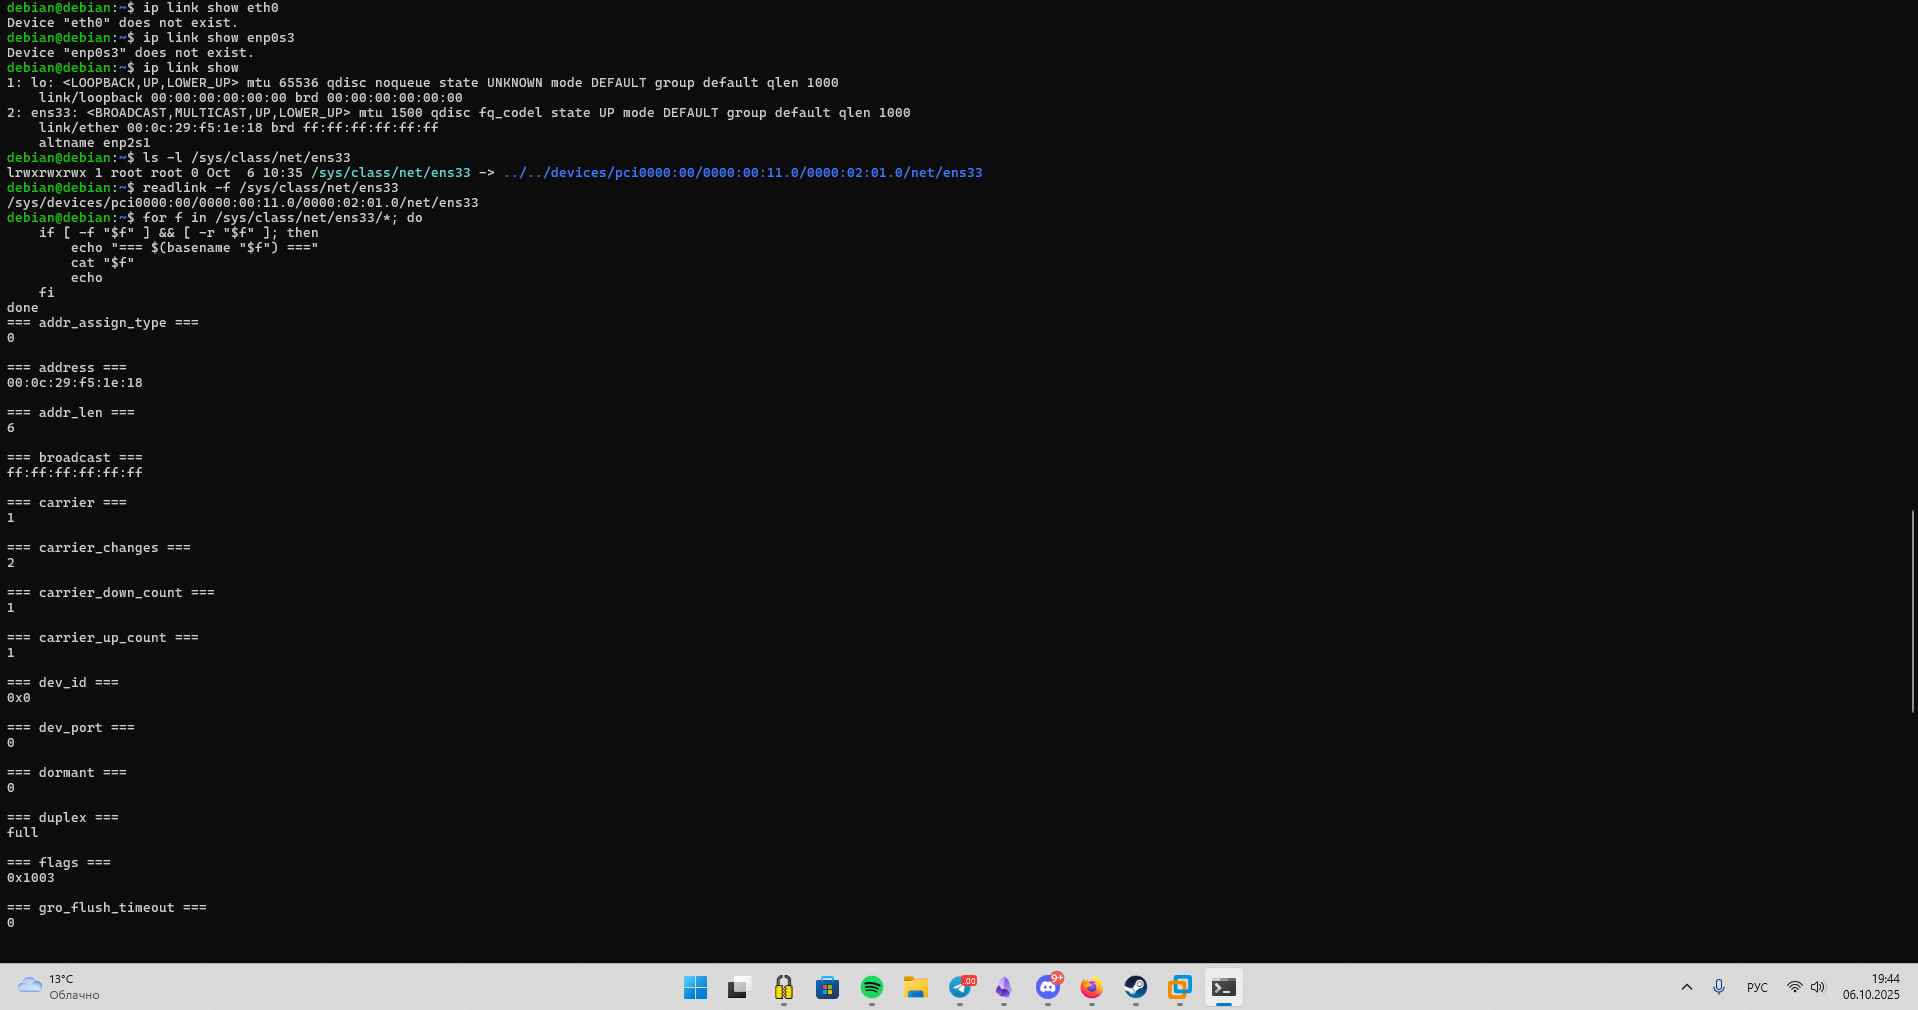 debian@debian:~$ ip link show eth0
Device "eth0" does not exist.
debian@debian:~$ ip link show enp0s3
Device "enp0s3" does not exist.
debian@debian:~$ ip link show
1: lo: <LOOPBACK,UP,LOWER_UP> mtu 65536 qdisc noqueue state UNKNOWN mode DEFAULT group default qlen 1000
    link/loopback 00:00:00:00:00:00 brd 00:00:00:00:00:00
2: ens33: <BROADCAST,MULTICAST,UP,LOWER_UP> mtu 1500 qdisc fq_codel state UP mode DEFAULT group default qlen 1000
    link/ether 00:0c:29:f5:1e:18 brd ff:ff:ff:ff:ff:ff
    altname enp2s1
debian@debian:~$ ls -l /sys/class/net/ens33
lrwxrwxrwx 1 root root 0 Oct  6 10:35 /sys/class/net/ens33 -> ../../devices/pci0000:00/0000:00:11.0/0000:02:01.0/net/ens33
debian@debian:~$ readlink -f /sys/class/net/ens33
/sys/devices/pci0000:00/0000:00:11.0/0000:02:01.0/net/ens33
debian@debian:~$ for f in /sys/class/net/ens33/*; do
    if [ -f "$f" ] && [ -r "$f" ]; then
        echo "=== $(basename "$f") ==="
        cat "$f"
        echo
    fi
done
=== addr_assign_type ===
0
=== address ===
00:0c:29:f5:1e:18
=== addr_len ===
6
=== broadcast ===
ff:ff:ff:ff:ff:ff
=== carrier ===
1
=== carrier_changes ===
2
=== carrier_down_count ===
1
=== carrier_up_count ===
1
=== dev_id ===
0x0
=== dev_port ===
0
=== dormant ===
0
=== duplex ===
full
=== flags ===
0x1003
=== gro_flush_timeout ===
0
13°C
Облачно
.00
9+
РУС
19:44
06.10.2025